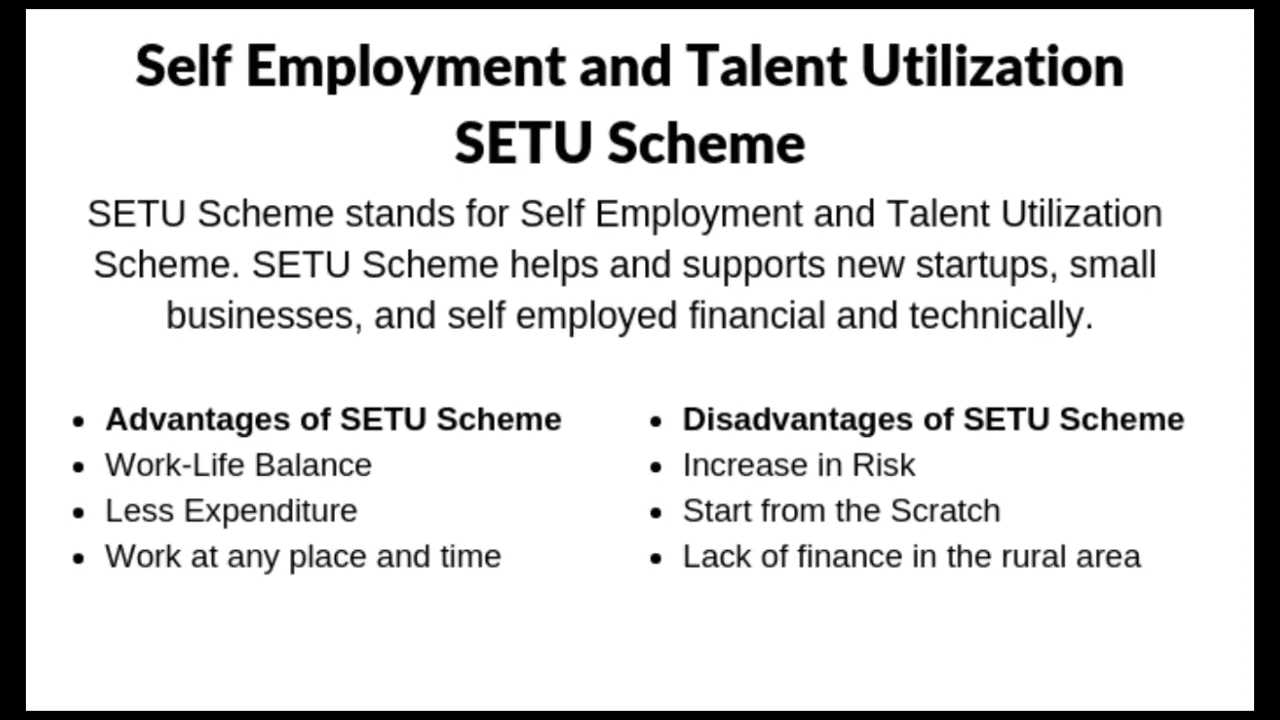 Self Employment and Talent Utilization
SETU Scheme
SETU Scheme stands for Self Employment and Talent Utilization
Scheme. SETU Scheme helps and supports new startups, small
businesses, and self employed financial and technically.
• Advantages of SETU Scheme
• Work-Life Balance
• Less Expenditure
• Work at any place and time
• Disadvantages of SETU Scheme
• Increase in Risk
• Start from the Scratch
• Lack of finance in the rural area